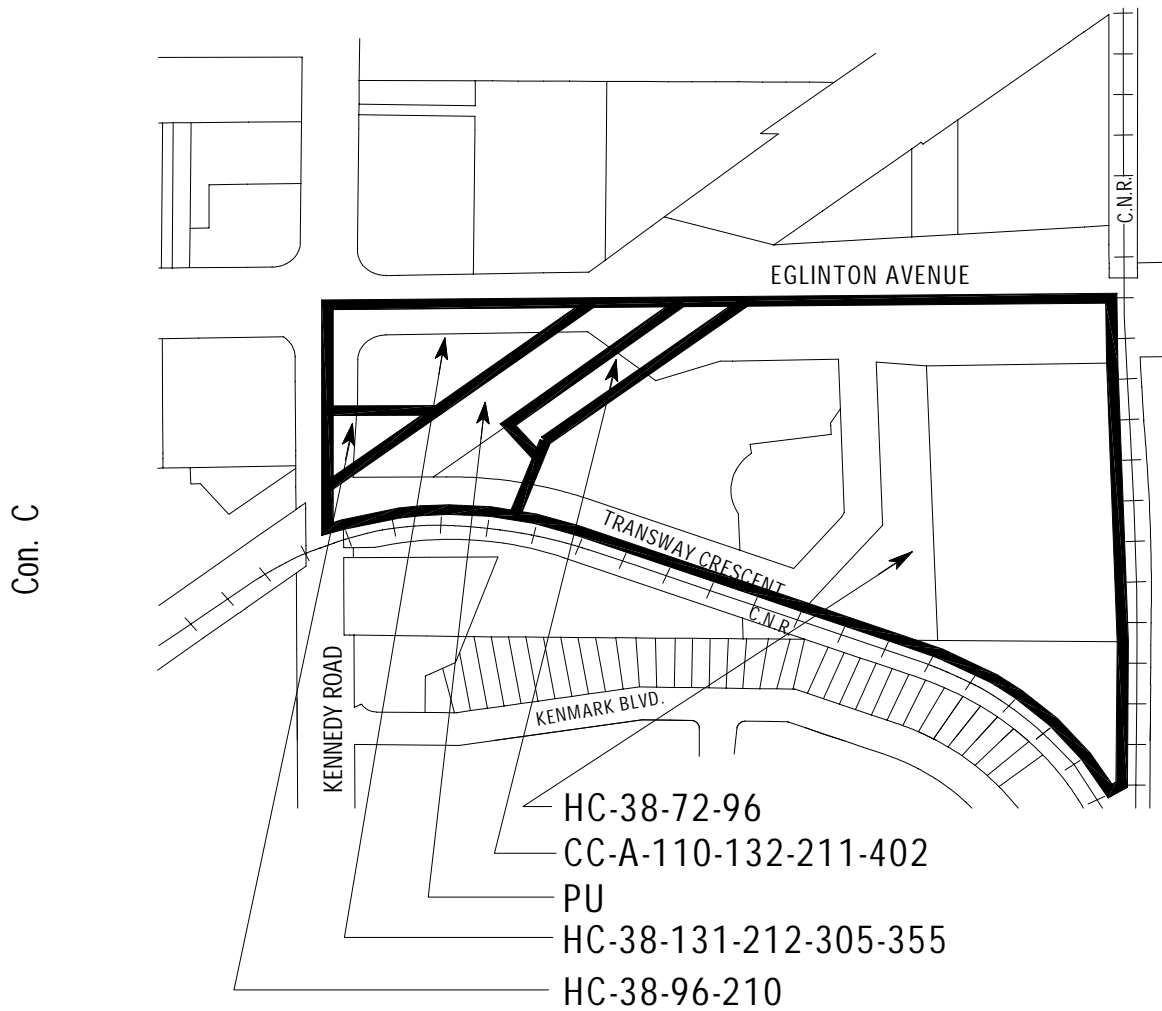 C.N.R.
EGLINTON AVENUE
Con. C
TRANSWAY CRESCENT
C.N.R.
KENNEDY ROAD
KENMARK BLVD.
HC-38-72-96
CC-A-110-132-211-402
PU
HC-38-131-212-305-355
HC-38-96-210